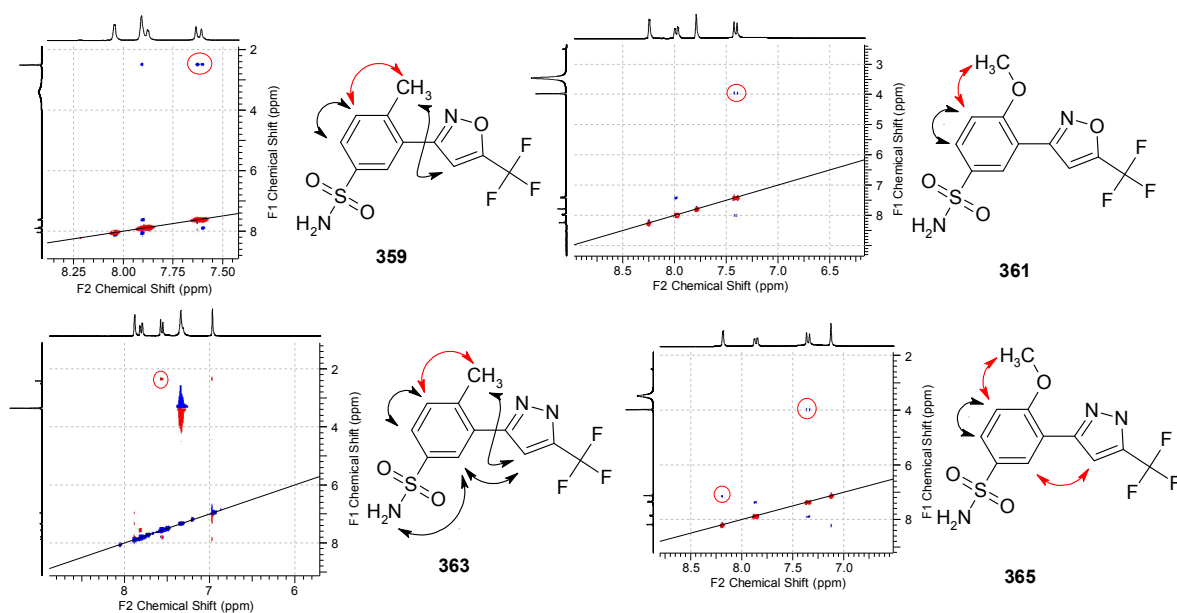 2
4
6
8
F1 Chemical Shift (ppm)
8.25 8.00 7.75 7.50
F2 Chemical Shift (ppm)
CH3
N O
F
F
F
O
S
O
H2N
359
3
4
5
6
7
8
F1 Chemical Shift (ppm)
8.5 8.0 7.5 7.0 6.5
F2 Chemical Shift (ppm)
H3C
O
N O
F
F
F
O
S
O
H2N
361
2
4
6
8
F1 Chemical Shift (ppm)
8 7 6
F2 Chemical Shift (ppm)
CH3
N N
F
F
F
O
S
O
H2N
363
2
4
6
8
F1 Chemical Shift (ppm)
8.5 8.0 7.5 7.0
F2 Chemical Shift (ppm)
H3C
O
N N
F
F
F
O
S
O
H2N
365